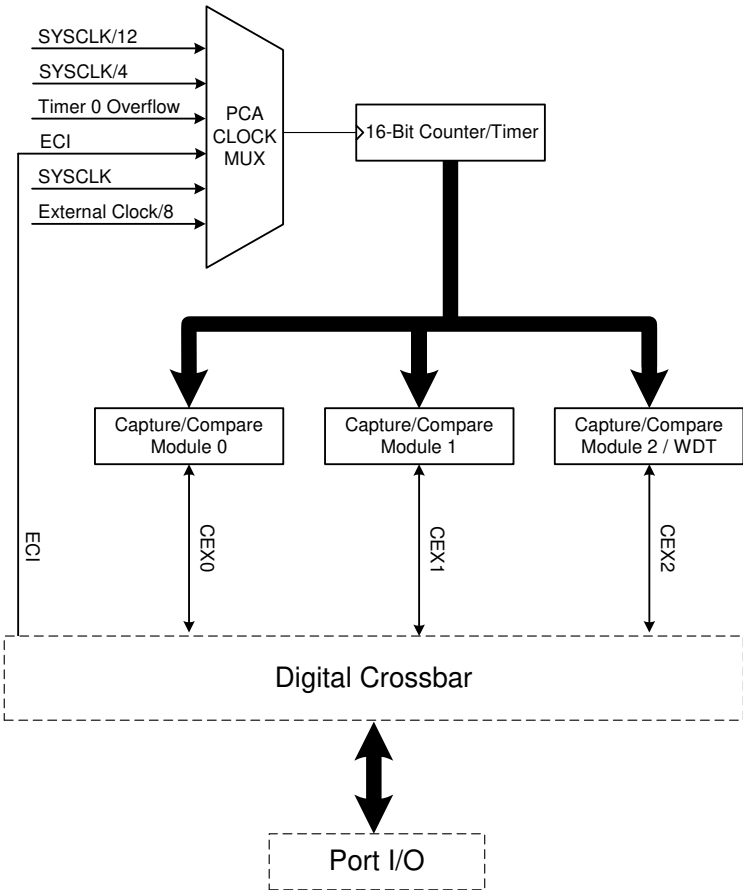 SYSCLK/12
SYSCLK/4
Timer 0 Overflow
ECI
SYSCLK
External Clock/8
PCA
CLOCK
MUX
16-Bit Counter/Timer
Capture/Compare
Module 0
Capture/Compare
Module 1
Capture/Compare
Module 2 / WDT
ECI
CEX0
CEX1
CEX2
Digital Crossbar
Port I/O